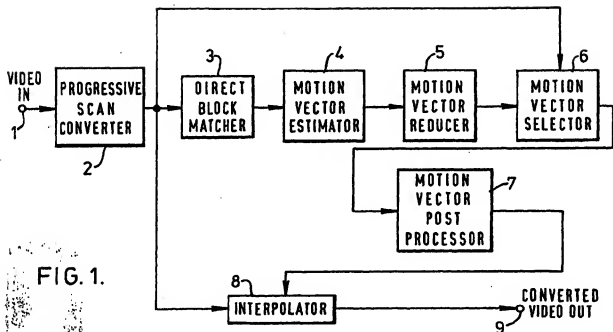 VIDEO
IN
1
PROGRESSIVE
SCAN
CONVERTER
2
3
DIRECT
BLOCK
MATCHER
4
MOTION
VECTOR
ESTIMATOR
5
MOTION
VECTOR
REDUCER
6
MOTION
VECTOR
SELECTOR
7
MOTION
VECTOR
POST
PROCESSOR
8
INTERPOLATOR
CONVERTED
VIDEO OUT
9
FIG.1.